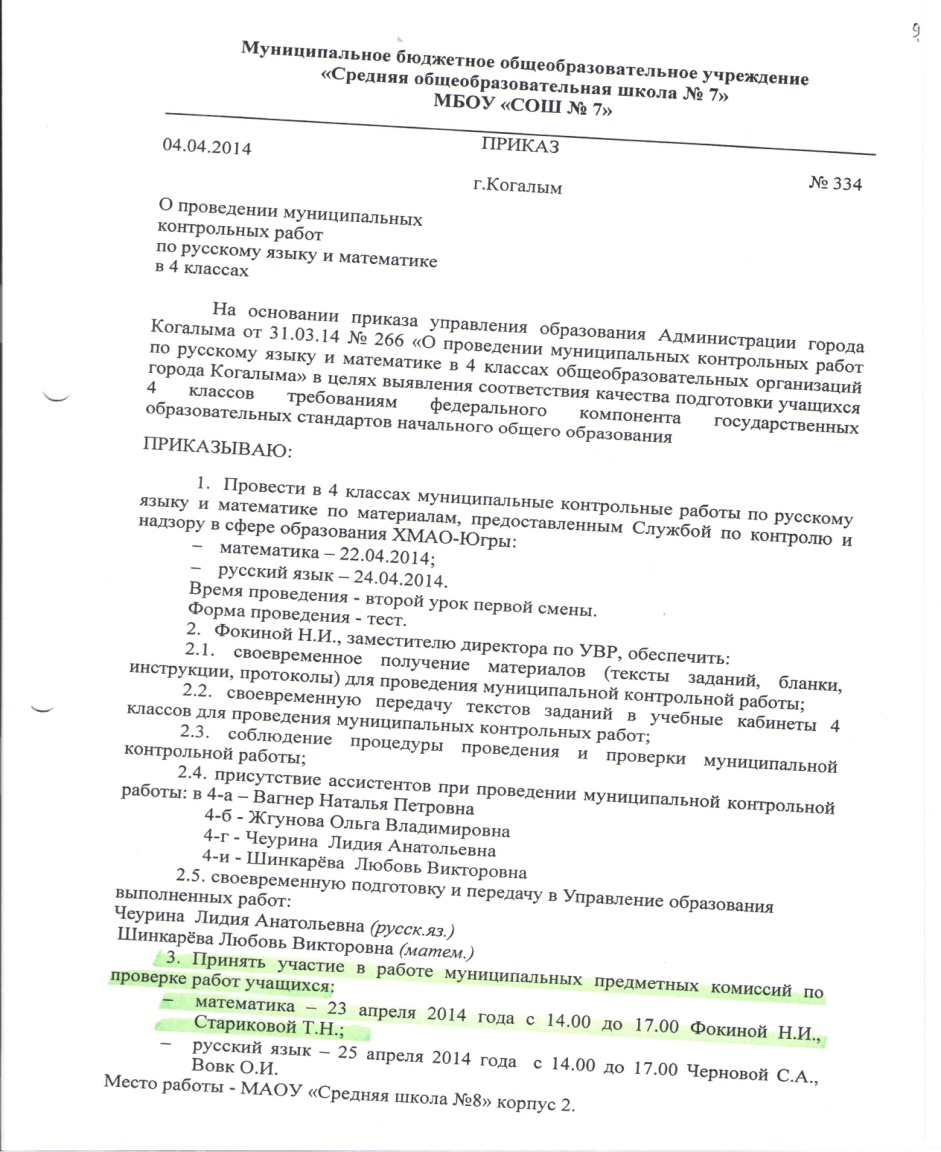 9
Муниципальное бюджетное общеобразовательное учреждение
«Средняя общеобразовательная школа № 7»
МБОУ «СОШ № 7»
ПРИКАЗ
04.04.2014
г.Когалым
№ 334
О проведении муниципальных
контрольных работ
по русскому языку и математике
в 4 классах
На основании приказа управления образования Администрации города
Когалыма от 31.03.14 № 266 «О проведении муниципальных контрольных работ
по русскому языку и математике в 4 классах общеобразовательных организаций
города Когалыма» в целях выявления соответствия качества подготовки учащихся
4 классов требованиям федерального компонента государственных
образовательных стандартов начального общего образования
ПРИКАЗЫВАЮ:
1. Провести в 4 классах муниципальные контрольные работы по русскому
языку и математике по материалам, предоставленным Службой по контролю и
надзору в сфере образования ХМАО-Югры:
– математика – 22.04.2014;
– русский язык – 24.04.2014.
Время проведения - второй урок первой смены.
Форма проведения - тест.
2. Фокиной Н.И., заместителю директора по УВР, обеспечить:
2.1. своевременное получение материалов (тексты заданий, бланки,
инструкции, протоколы) для проведения муниципальной контрольной работы;
2.2. своевременную передачу текстов заданий в учебные кабинеты 4
классов для проведения муниципальных контрольных работ;
2.3. соблюдение процедуры проведения и проверки муниципальной
контрольной работы;
2.4. присутствие ассистентов при проведении муниципальной контрольной
работы: в 4-а – Вагнер Наталья Петровна
4-б - Жгунова Ольга Владимировна
4-г - Чеурина Лидия Анатольевна
4-и - Шинкарёва Любовь Викторовна
2.5. своевременную подготовку и передачу в Управление образования
выполненных работ:
Чеурина Лидия Анатольевна (русск.яз.)
Шинкарёва Любовь Викторовна (матем.)
3. Принять участие в работе муниципальных предметных комиссий по
проверке работ учащихся:
– математика – 23 апреля 2014 года с 14.00 до 17.00 Фокиной Н.И.,
Стариковой Т.Н.;
– русский язык – 25 апреля 2014 года с 14.00 до 17.00 Черновой С.А.,
Вовк О.И.
Место работы - МАОУ «Средняя школа №8» корпус 2.